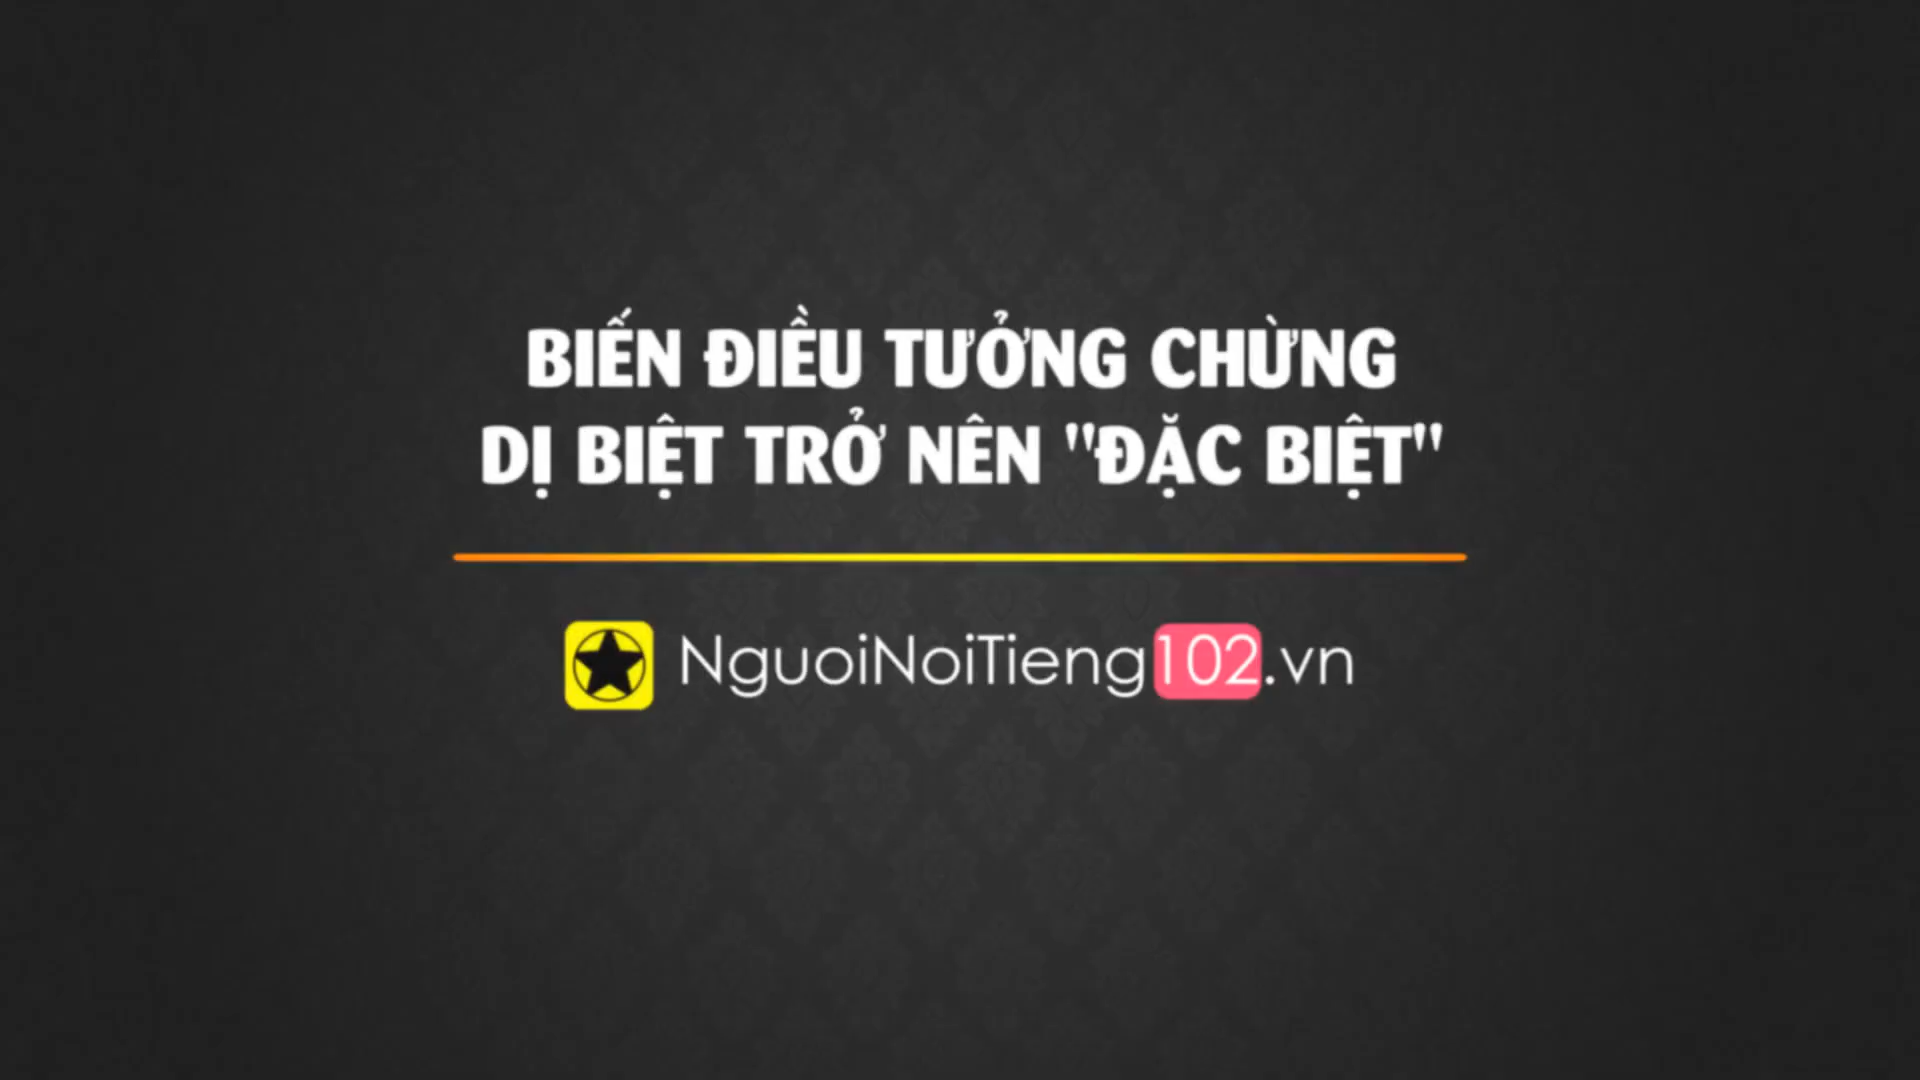 BIẾN ĐIỀU TƯỞNG CHỪNG
DỊ BIỆT TRỞ NÊN "ĐẶC BIỆT"
NguoiNoiTieng102.vn